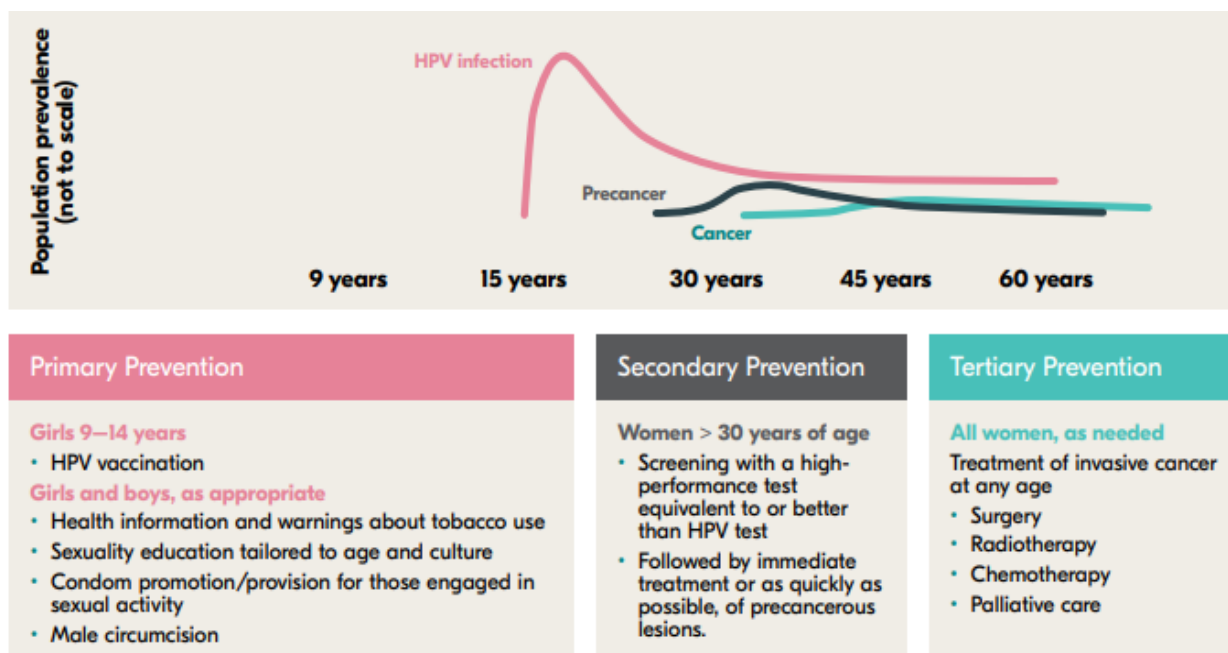 Population prevalence
(not to scale)
HPV infection
Precancer
Cancer
9 years
15 years
30 years
45 years
60 years
Primary Prevention
Girls 9–14 years
• HPV vaccination
Girls and boys, as appropriate
• Health information and warnings about tobacco use
• Sexuality education tailored to age and culture
• Condom promotion/provision for those engaged in
sexual activity
• Male circumcision
Secondary Prevention
Women > 30 years of age
• Screening with a high-
performance test
equivalent to or better
than HPV test
• Followed by immediate
treatment or as quickly as
possible, of precancerous
lesions.
Tertiary Prevention
All women, as needed
Treatment of invasive cancer
at any age
• Surgery
• Radiotherapy
• Chemotherapy
• Palliative care